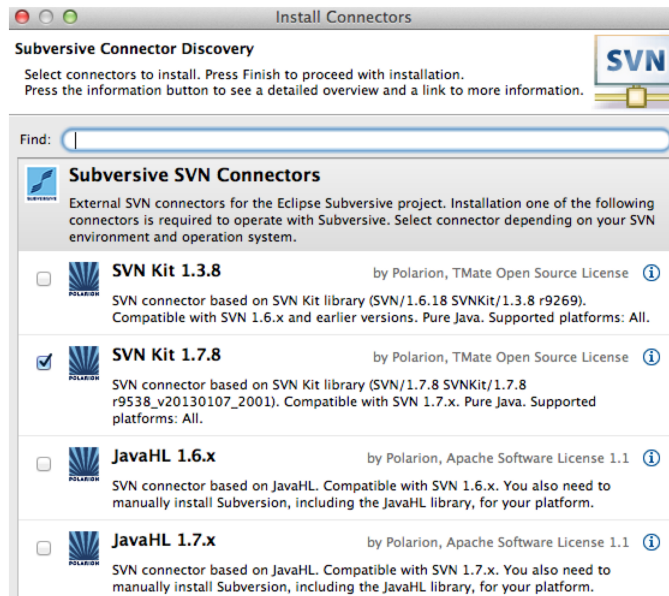 Install Connectors
Subversive Connector Discovery
Select connectors to install. Press Finish to proceed with installation.
Press the information button to see a detailed overview and a link to more information.
SVN
Find:
SUBVERSIVE
Subversive SVN Connectors
External SVN connectors for the Eclipse Subversive project. Installation one of the following
connectors is required to operate with Subversive. Select connector depending on your SVN
environment and operation system.
POLARION
SVN Kit 1.3.8
by Polarion, TMate Open Source License
SVN connector based on SVN Kit library (SVN/1.6.18 SVNKit/1.3.8 r9269).
Compatible with SVN 1.6.x and earlier versions. Pure Java. Supported platforms: All.
POLARION
SVN Kit 1.7.8
by Polarion, TMate Open Source License
SVN connector based on SVN Kit library (SVN/1.7.8 SVNKit/1.7.8
r9538_v20130107_2001). Compatible with SVN 1.7.x. Pure Java. Supported
platforms: All.
POLARION
JavaHL 1.6.x
by Polarion, Apache Software License 1.1
SVN connector based on JavaHL. Compatible with SVN 1.6.x. You also need to
manually install Subversion, including the JavaHL library, for your platform.
POLARION
JavaHL 1.7.x
by Polarion, Apache Software License 1.1
SVN connector based on JavaHL. Compatible with SVN 1.7.x. You also need to
manually install Subversion, including the JavaHL library, for your platform.